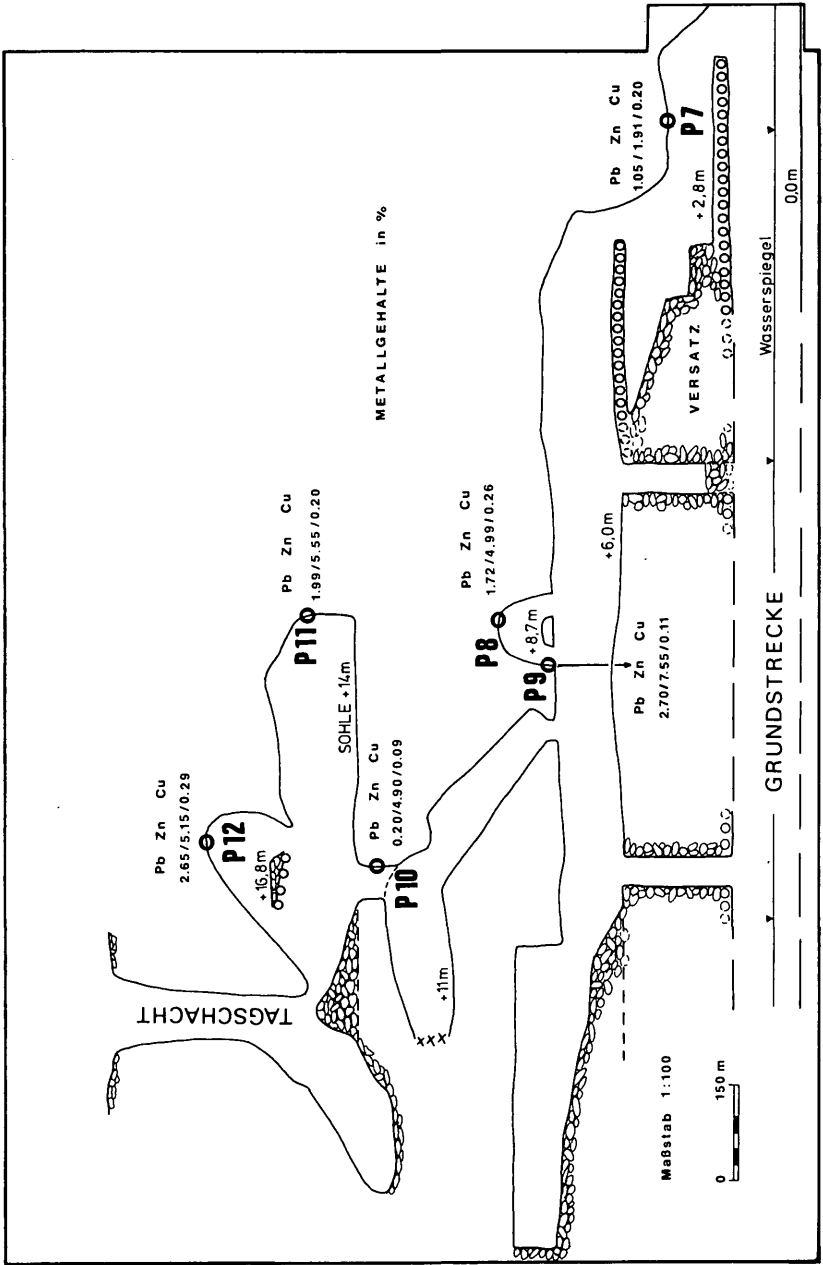 TAGSCHACHT
Pb Zn Cu
2.65/5.15/0.29
P12
+16,8m
Pb Zn Cu
1.99/5.55/0.20
P11
SOHLE +14m
Pb Zn Cu
0.20/4.90/0.09
P10
+11m
xxx
METALLGEHALTE in %
Pb Zn Cu
1.72/4.99/0.26
P8
+8,7m
P9
Pb Zn Cu
2.70/7.55/0.11
+6,0m
Pb Zn Cu
1.05/1.91/0.20
P7
+2,8m
VERSATZ
Wasserspiegel
0,0m
GRUNDSTRECKE
Maßstab 1:100
0 150 m